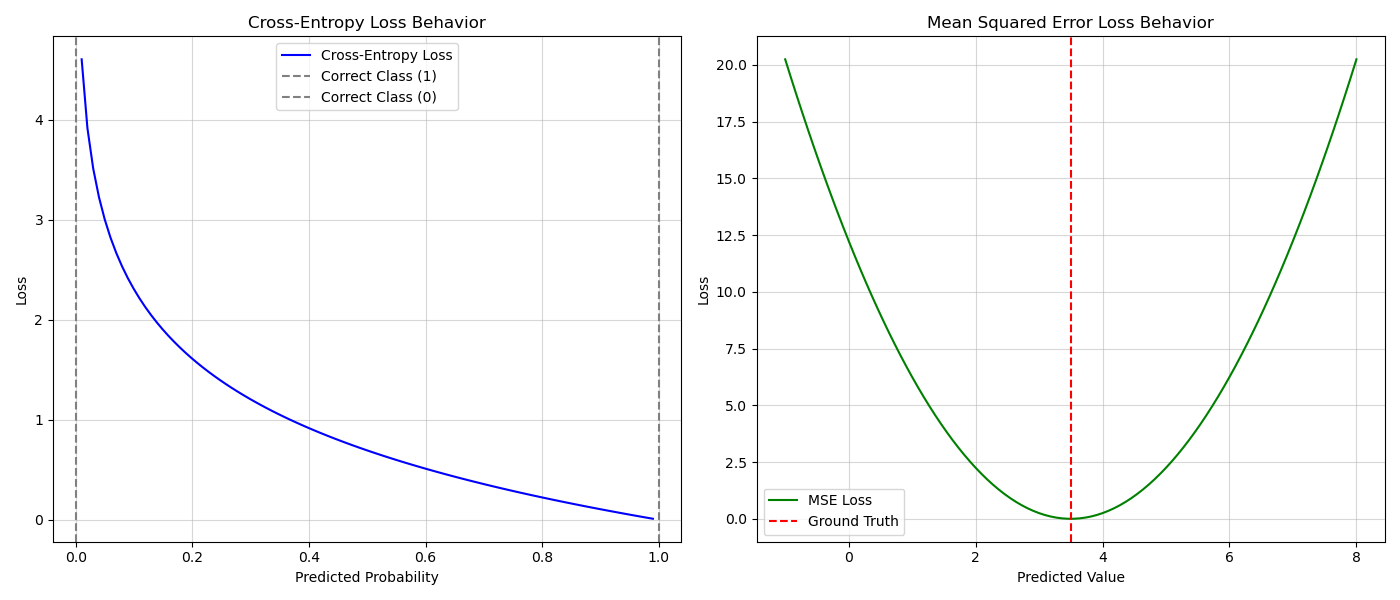 Cross-Entropy Loss Behavior
Cross-Entropy Loss
Correct Class (1)
Correct Class (0)
Loss
4
3
2
1
0
0.0 0.2 0.4 0.6 0.8 1.0
Predicted Probability
Mean Squared Error Loss Behavior
Loss
20.0
17.5
15.0
12.5
10.0
7.5
5.0
2.5
0.0
MSE Loss
Ground Truth
0 2 4 6 8
Predicted Value